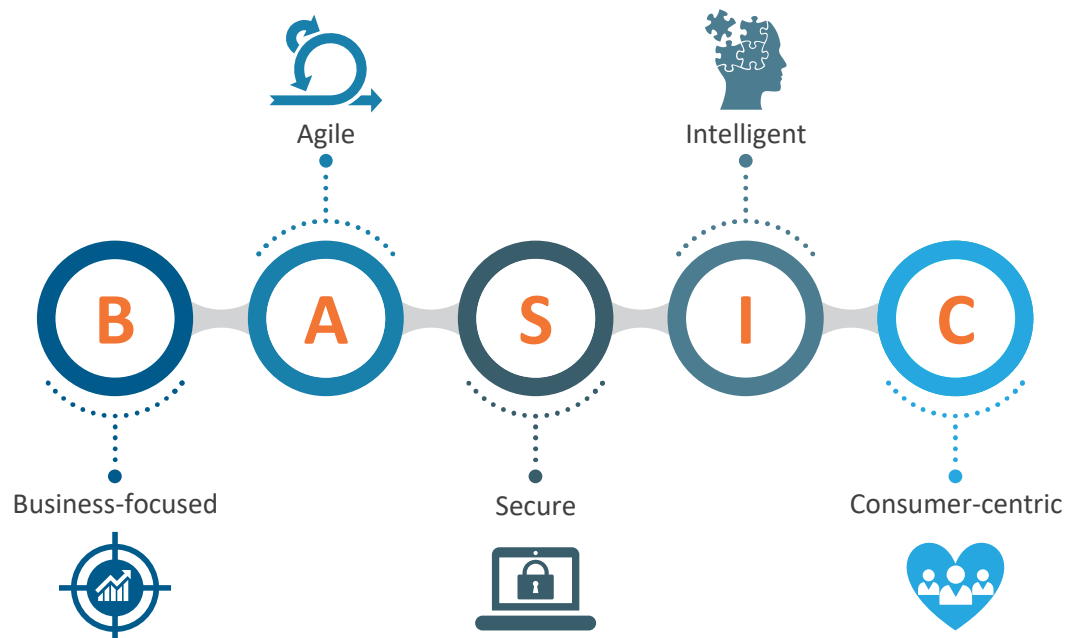 Agile
Intelligent
B A S I C
Business-focused
Secure
Consumer-centric